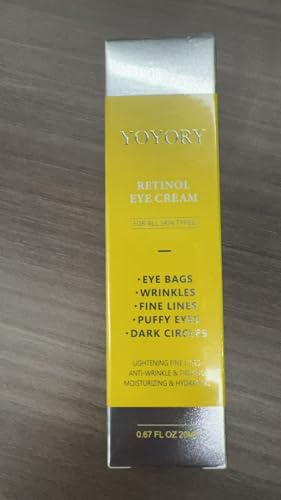 YOYORY
RETINOL
EYE CREAM
FOR ALL SKIN TYPES
·EYE BAGS
·WRINKLES
·FINE LINES
·PUFFY EYES
·DARK CIRCLES
LIGHTENING FINE LINES
ANTI-WRINKLE &
MOISTURIZING &
0.67 FL OZ